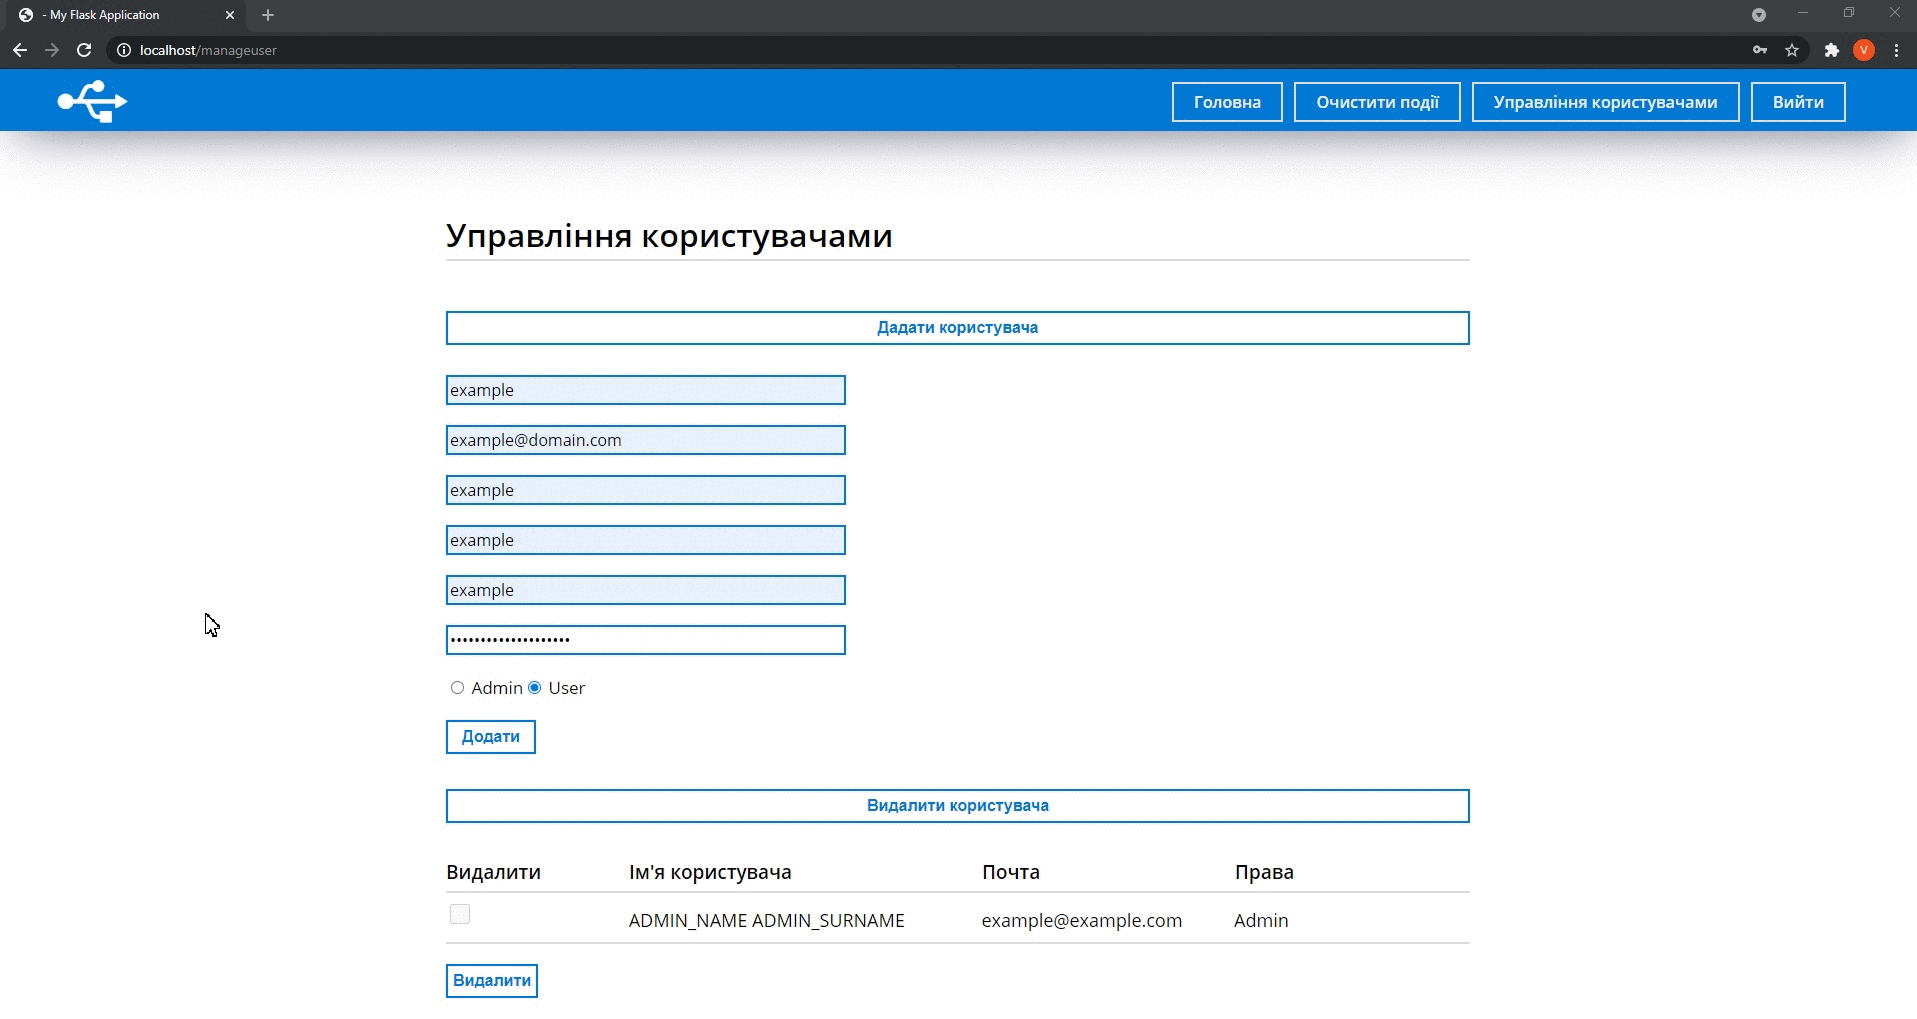 - My Flask Application
localhost/manageuser
V
Головна
Очистити події
Управління користувачами
Вийти
Управління користувачами
Дадати користувача
example
example@domain.com
example
example
example
••••••••••••••••••••
Admin User
Додати
Видалити користувача
Видалити Ім'я користувача Почта Права
ADMIN_NAME ADMIN_SURNAME example@example.com Admin
Видалити